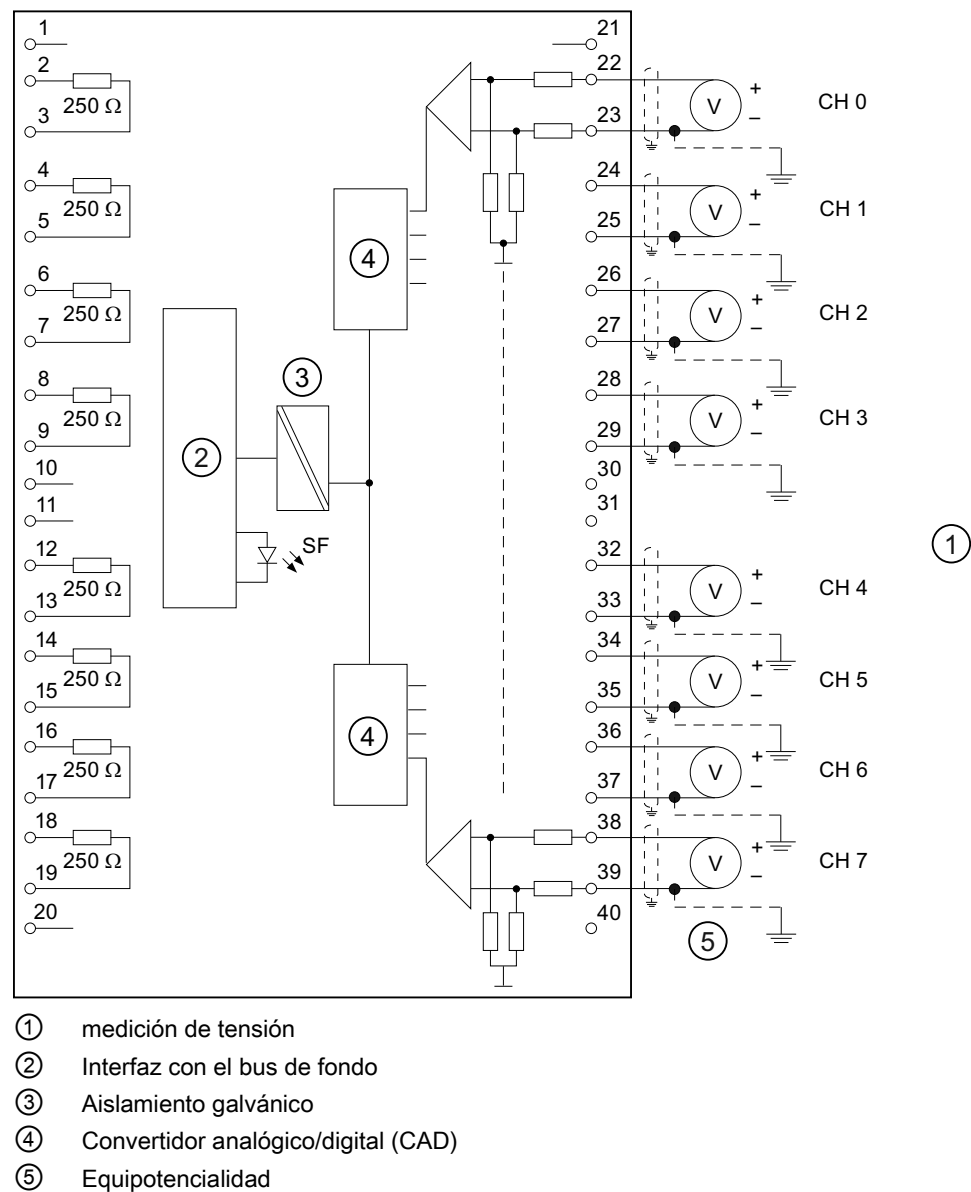 1
21
2
22
250 Ω
+
V
CH 0
3
23
–
4
24
250 Ω
+
V
CH 1
5
25
–
④
6
26
250 Ω
+
V
CH 2
7
27
–
③
8
28
250 Ω
+
V
CH 3
9
29
–
②
10
30
11
31
①
SF
12
32
250 Ω
+
V
CH 4
13
33
–
14
34
250 Ω
+
V
CH 5
15
35
–
④
16
36
250 Ω
+
V
CH 6
17
37
–
18
38
250 Ω
+
V
CH 7
19
39
–
20
40
⑤
① medición de tensión
② Interfaz con el bus de fondo
③ Aislamiento galvánico
④ Convertidor analógico/digital (CAD)
⑤ Equipotencialidad